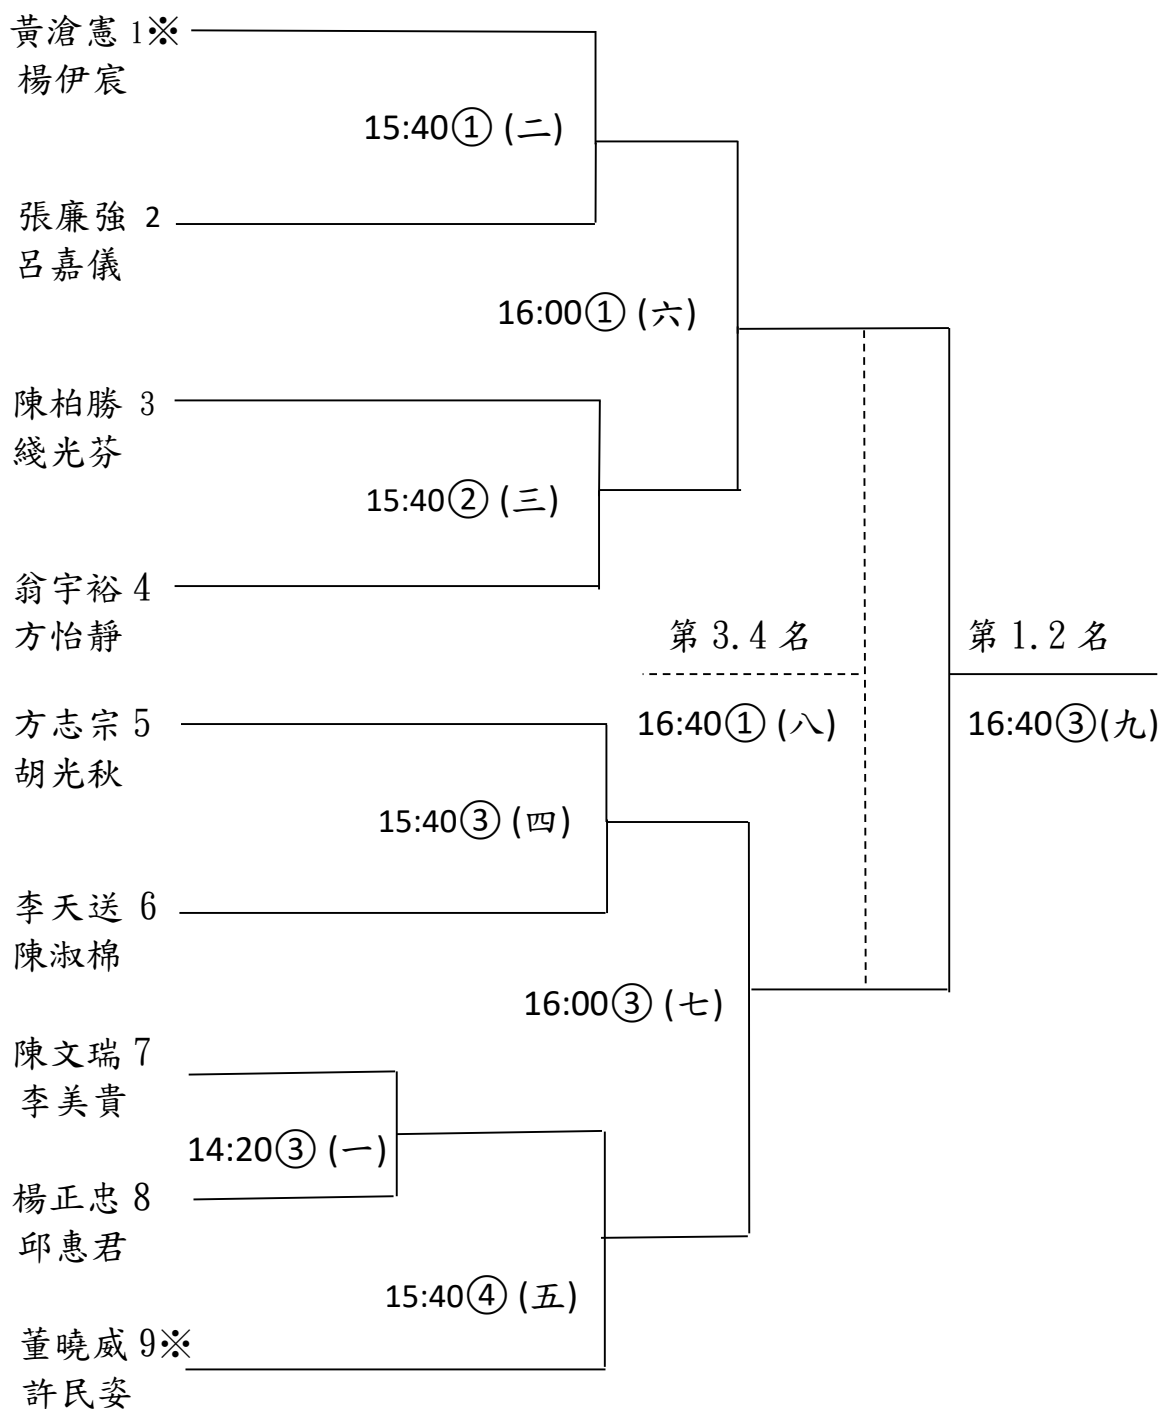 黃滄憲 1※
楊伊宸
15:40① (二)
張廉強 2
呂嘉儀
16:00① (六)
陳柏勝 3
綫光芬
15:40② (三)
翁宇裕 4
方怡靜
第 3.4 名
第 1.2 名
方志宗 5
胡光秋
16:40① (八)
16:40③(九)
15:40③ (四)
李天送 6
陳淑棉
16:00③ (七)
陳文瑞 7
李美貴
14:20③ (一)
楊正忠 8
邱惠君
15:40④ (五)
董曉威 9※
許民姿